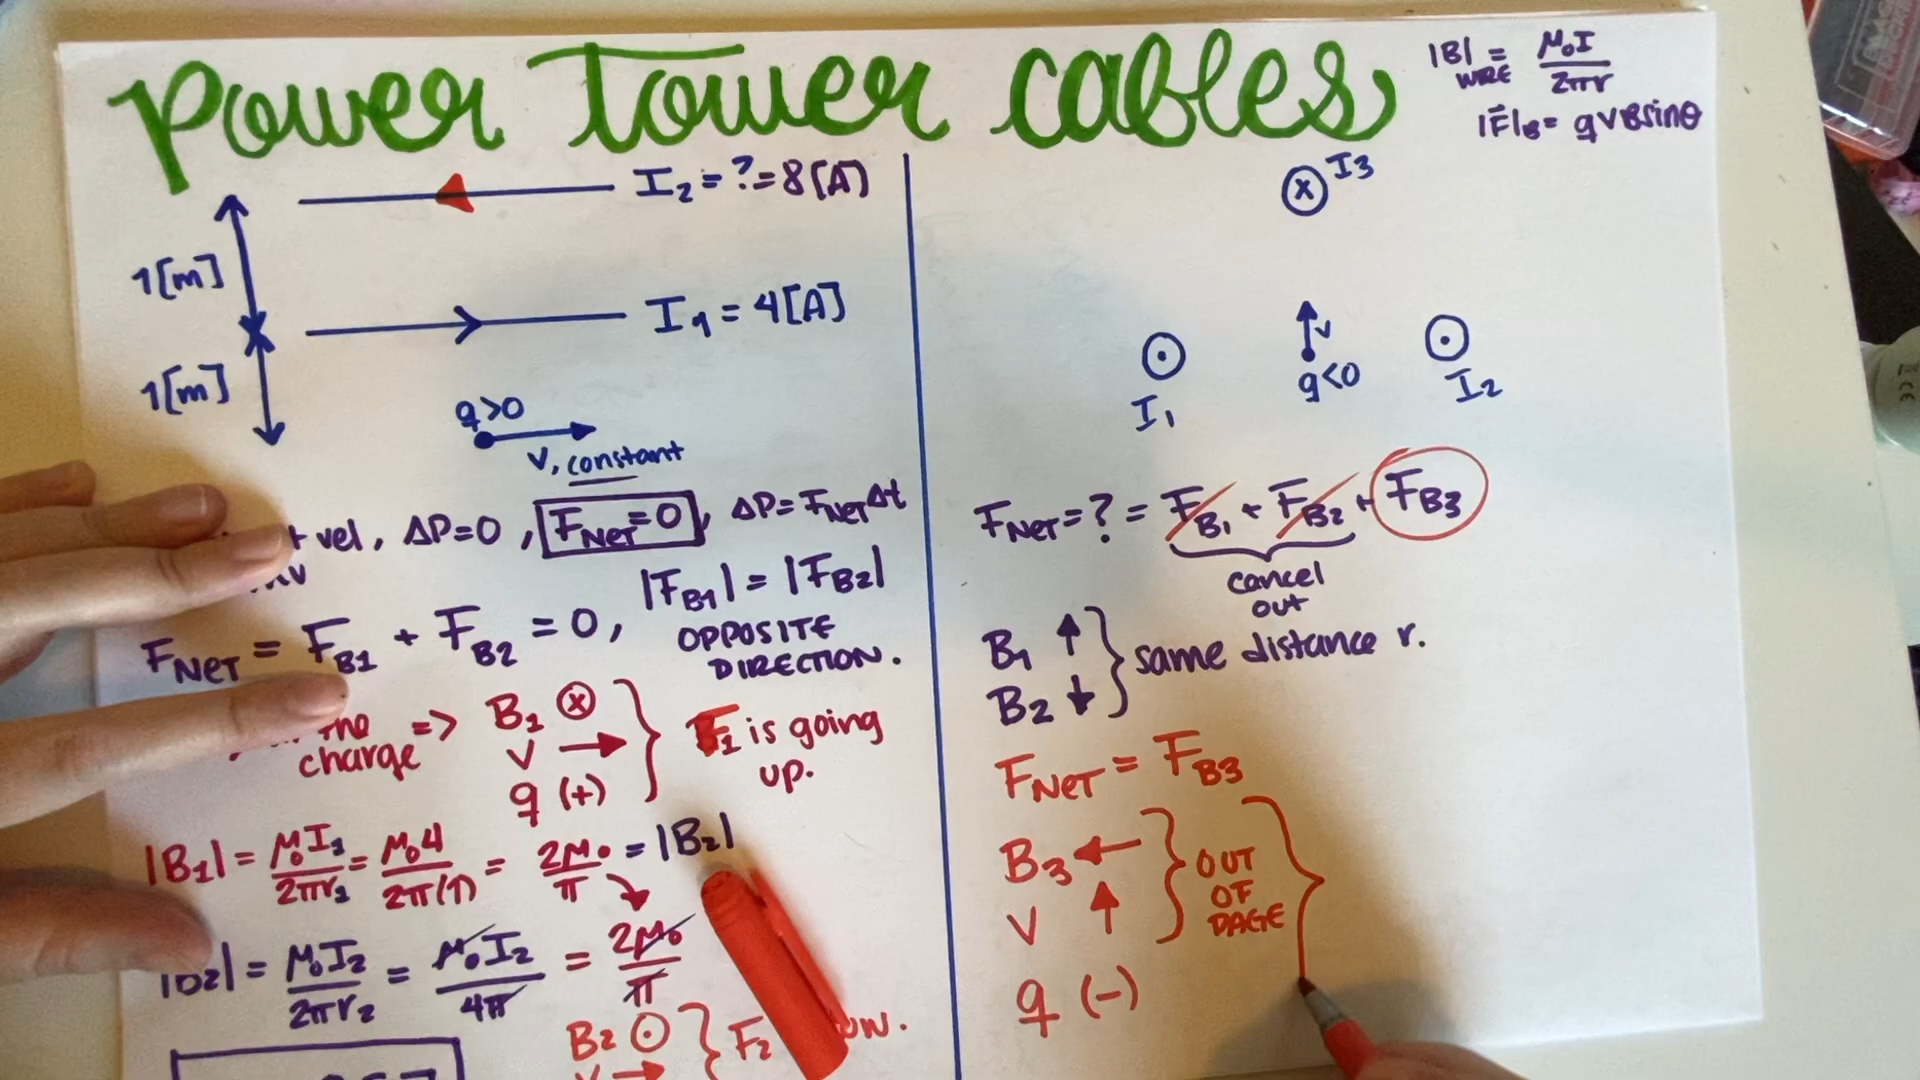 Power Tower cables
|B| WIRE = μ₀I / 2πr
|F⃗|B = qvBsinθ
I₂ = ? = 8[A]
1[m]
I₁ = 4[A]
1[m]
q>0
v, constant
vel, ΔP=0, FNET=0, ΔP=FNETΔt
FNET = FB1 + FB2 = 0,
|FB1| = |FB2|
OPPOSITE
DIRECTION.
charge => B1 ⊗
V →
q (+)
F1 is going
up.
|B1| = μ₀I1 / 2πr1 = μ₀4 / 2π(1) = 2μ₀ / π = |B2|
= μ₀I2 / 2πr2 = μ₀I2 / 4π = 2μ₀ / π
B2 ⊙
V →
F2
⊗ I3
⊙ I₁
v
q<0
⊙ I2
FNET = ? = FB1 + FB2 + FB3
cancel
out
B1 ↑
B2 ↓
same distance r.
FNET = FB3
B3 ←
V ↑
OUT
OF
PAGE
q (-)